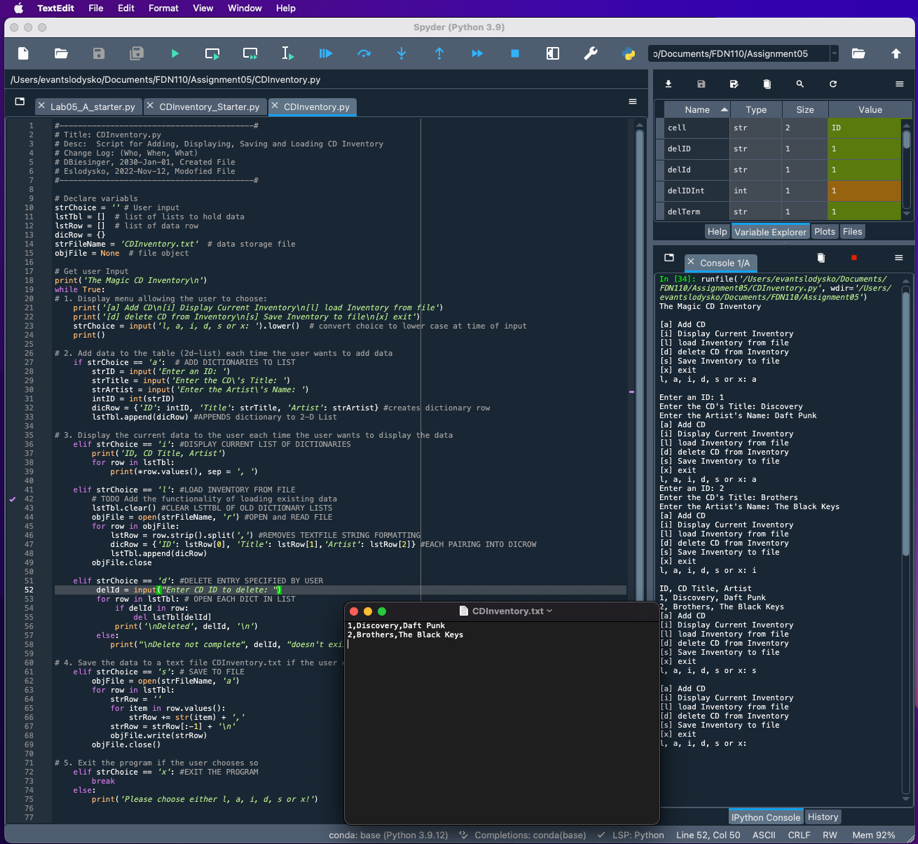 TextEdit File Edit Format View Window Help
Spyder (Python 3.9)
ɔ/Documents/FDN110/Assignment05
/Users/evantslodysko/Documents/FDN110/Assignment05/CDInventory.py
Lab05_A_starter.py CDInventory_Starter.py CDInventory.py
1 #------------------------------------------#
2 # Title: CDInventory.py
3 # Desc: Script for Adding, Displaying, Saving and Loading CD Inventory
4 # Change Log: (Who, When, What)
5 # DBiesinger, 2030-Jan-01, Created File
6 # Eslodysko, 2022-Nov-12, Modofied File
7 #------------------------------------------#
8
9 # Declare variables
10 strChoice = '' # User input
11 lstTbl = [] # list of lists to hold data
12 lstRow = [] # list of data row
13 dicRow = {}
14 strFileName = 'CDInventory.txt' # data storage file
15 objFile = None # file object
16
17 # Get user Input
18 print('The Magic CD Inventory\n')
19 while True:
20 # 1. Display menu allowing the user to choose:
21 print('[a] Add CD\n[i] Display Current Inventory\n[l] load Inventory from file')
22 print('[d] delete CD from Inventory\n[s] Save Inventory to file\n[x] exit')
23 strChoice = input('l, a, i, d, s or x: ').lower() # convert choice to lower case at time of input
24 print()
25
26 # 2. Add data to the table (2d-list) each time the user wants to add data
27 if strChoice == 'a': # ADD DICTIONARIES TO LIST
28 strID = input('Enter an ID: ')
29 strTitle = input('Enter the CD\'s Title: ')
30 strArtist = input('Enter the Artist\'s Name: ')
31 intID = int(strID)
32 dicRow = {'ID': intID, 'Title': strTitle, 'Artist': strArtist} #creates dictionary row
33 lstTbl.append(dicRow) #APPENDS dictionary to 2-D List
34
35 # 3. Display the current data to the user each time the user wants to display the data
36 elif strChoice == 'i': #DISPLAY CURRENT LIST OF DICTIONARIES
37 print('ID, CD Title, Artist')
38 for row in lstTbl:
39 print(*row.values(), sep = ', ')
40
41 elif strChoice == 'l': #LOAD INVENTORY FROM FILE
42 # TODO Add the functionality of loading existing data
43 lstTbl.clear() #CLEAR LSTTBL OF OLD DICTIONARY LISTS
44 objFile = open(strFileName, 'r') #OPEN and READ FILE
45 for row in objFile:
46 lstRow = row.strip().split(',') #REMOVES TEXTFILE STRING FORMATTING
47 dicRow = {'ID': lstRow[0], 'Title': lstRow[1],'Artist': lstRow[2]} #EACH PAIRING INTO DICROW
48 lstTbl.append(dicRow)
49 objFile.close
50
51 elif strChoice == 'd': #DELETE ENTRY SPECIFIED BY USER
52 delId = input("Enter CD ID to delete: ")
53 for row in lstTbl: # OPEN EACH DICT IN LIST
54 if delId in row:
55 del lstTbl[delId]
56 print('\nDeleted', delId, '\n')
57 else:
58 print("\nDelete not complete", delId, "doesn't exi
59
60 # 4. Save the data to a text file CDInventory.txt if the user
61 elif strChoice == 's': # SAVE TO FILE
62 objFile = open(strFileName, 'a')
63 for row in lstTbl:
64 strRow = ''
65 for item in row.values():
66 strRow += str(item) + ','
67 strRow = strRow[:-1] + '\n'
68 objFile.write(strRow)
69 objFile.close()
70
71 # 5. Exit the program if the user chooses so
72 elif strChoice == 'x': #EXIT THE PROGRAM
73 break
74 else:
75 print('Please choose either l, a, i, d, s or x!')
76
77
Name Type Size Value
cell str 2 ID
delID str 1 1
delId str 1 1
delIDInt int 1 1
delTerm str 1 1
Help Variable Explorer Plots Files
Console 1/A
In [34]: runfile('/Users/evantslodysko/Documents/
FDN110/Assignment05/CDInventory.py', wdir='/Users/
evantslodysko/Documents/FDN110/Assignment05')
The Magic CD Inventory

[a] Add CD
[i] Display Current Inventory
[l] load Inventory from file
[d] delete CD from Inventory
[s] Save Inventory to file
[x] exit
l, a, i, d, s or x: a

Enter an ID: 1
Enter the CD's Title: Discovery
Enter the Artist's Name: Daft Punk
[a] Add CD
[i] Display Current Inventory
[l] load Inventory from file
[d] delete CD from Inventory
[s] Save Inventory to file
[x] exit
l, a, i, d, s or x: a
Enter an ID: 2
Enter the CD's Title: Brothers
Enter the Artist's Name: The Black Keys
[a] Add CD
[i] Display Current Inventory
[l] load Inventory from file
[d] delete CD from Inventory
[s] Save Inventory to file
[x] exit
l, a, i, d, s or x: i

ID, CD Title, Artist
1, Discovery, Daft Punk
2, Brothers, The Black Keys
[a] Add CD
[i] Display Current Inventory
[l] load Inventory from file
[d] delete CD from Inventory
[s] Save Inventory to file
[x] exit
l, a, i, d, s or x: s

[a] Add CD
[i] Display Current Inventory
[l] load Inventory from file
[d] delete CD from Inventory
[s] Save Inventory to file
[x] exit
l, a, i, d, s or x:
CDInventory.txt
1,Discovery,Daft Punk
2,Brothers,The Black Keys
IPython Console History
conda: base (Python 3.9.12) Completions: conda(base) LSP: Python Line 52, Col 50 ASCII CRLF RW Mem 92%